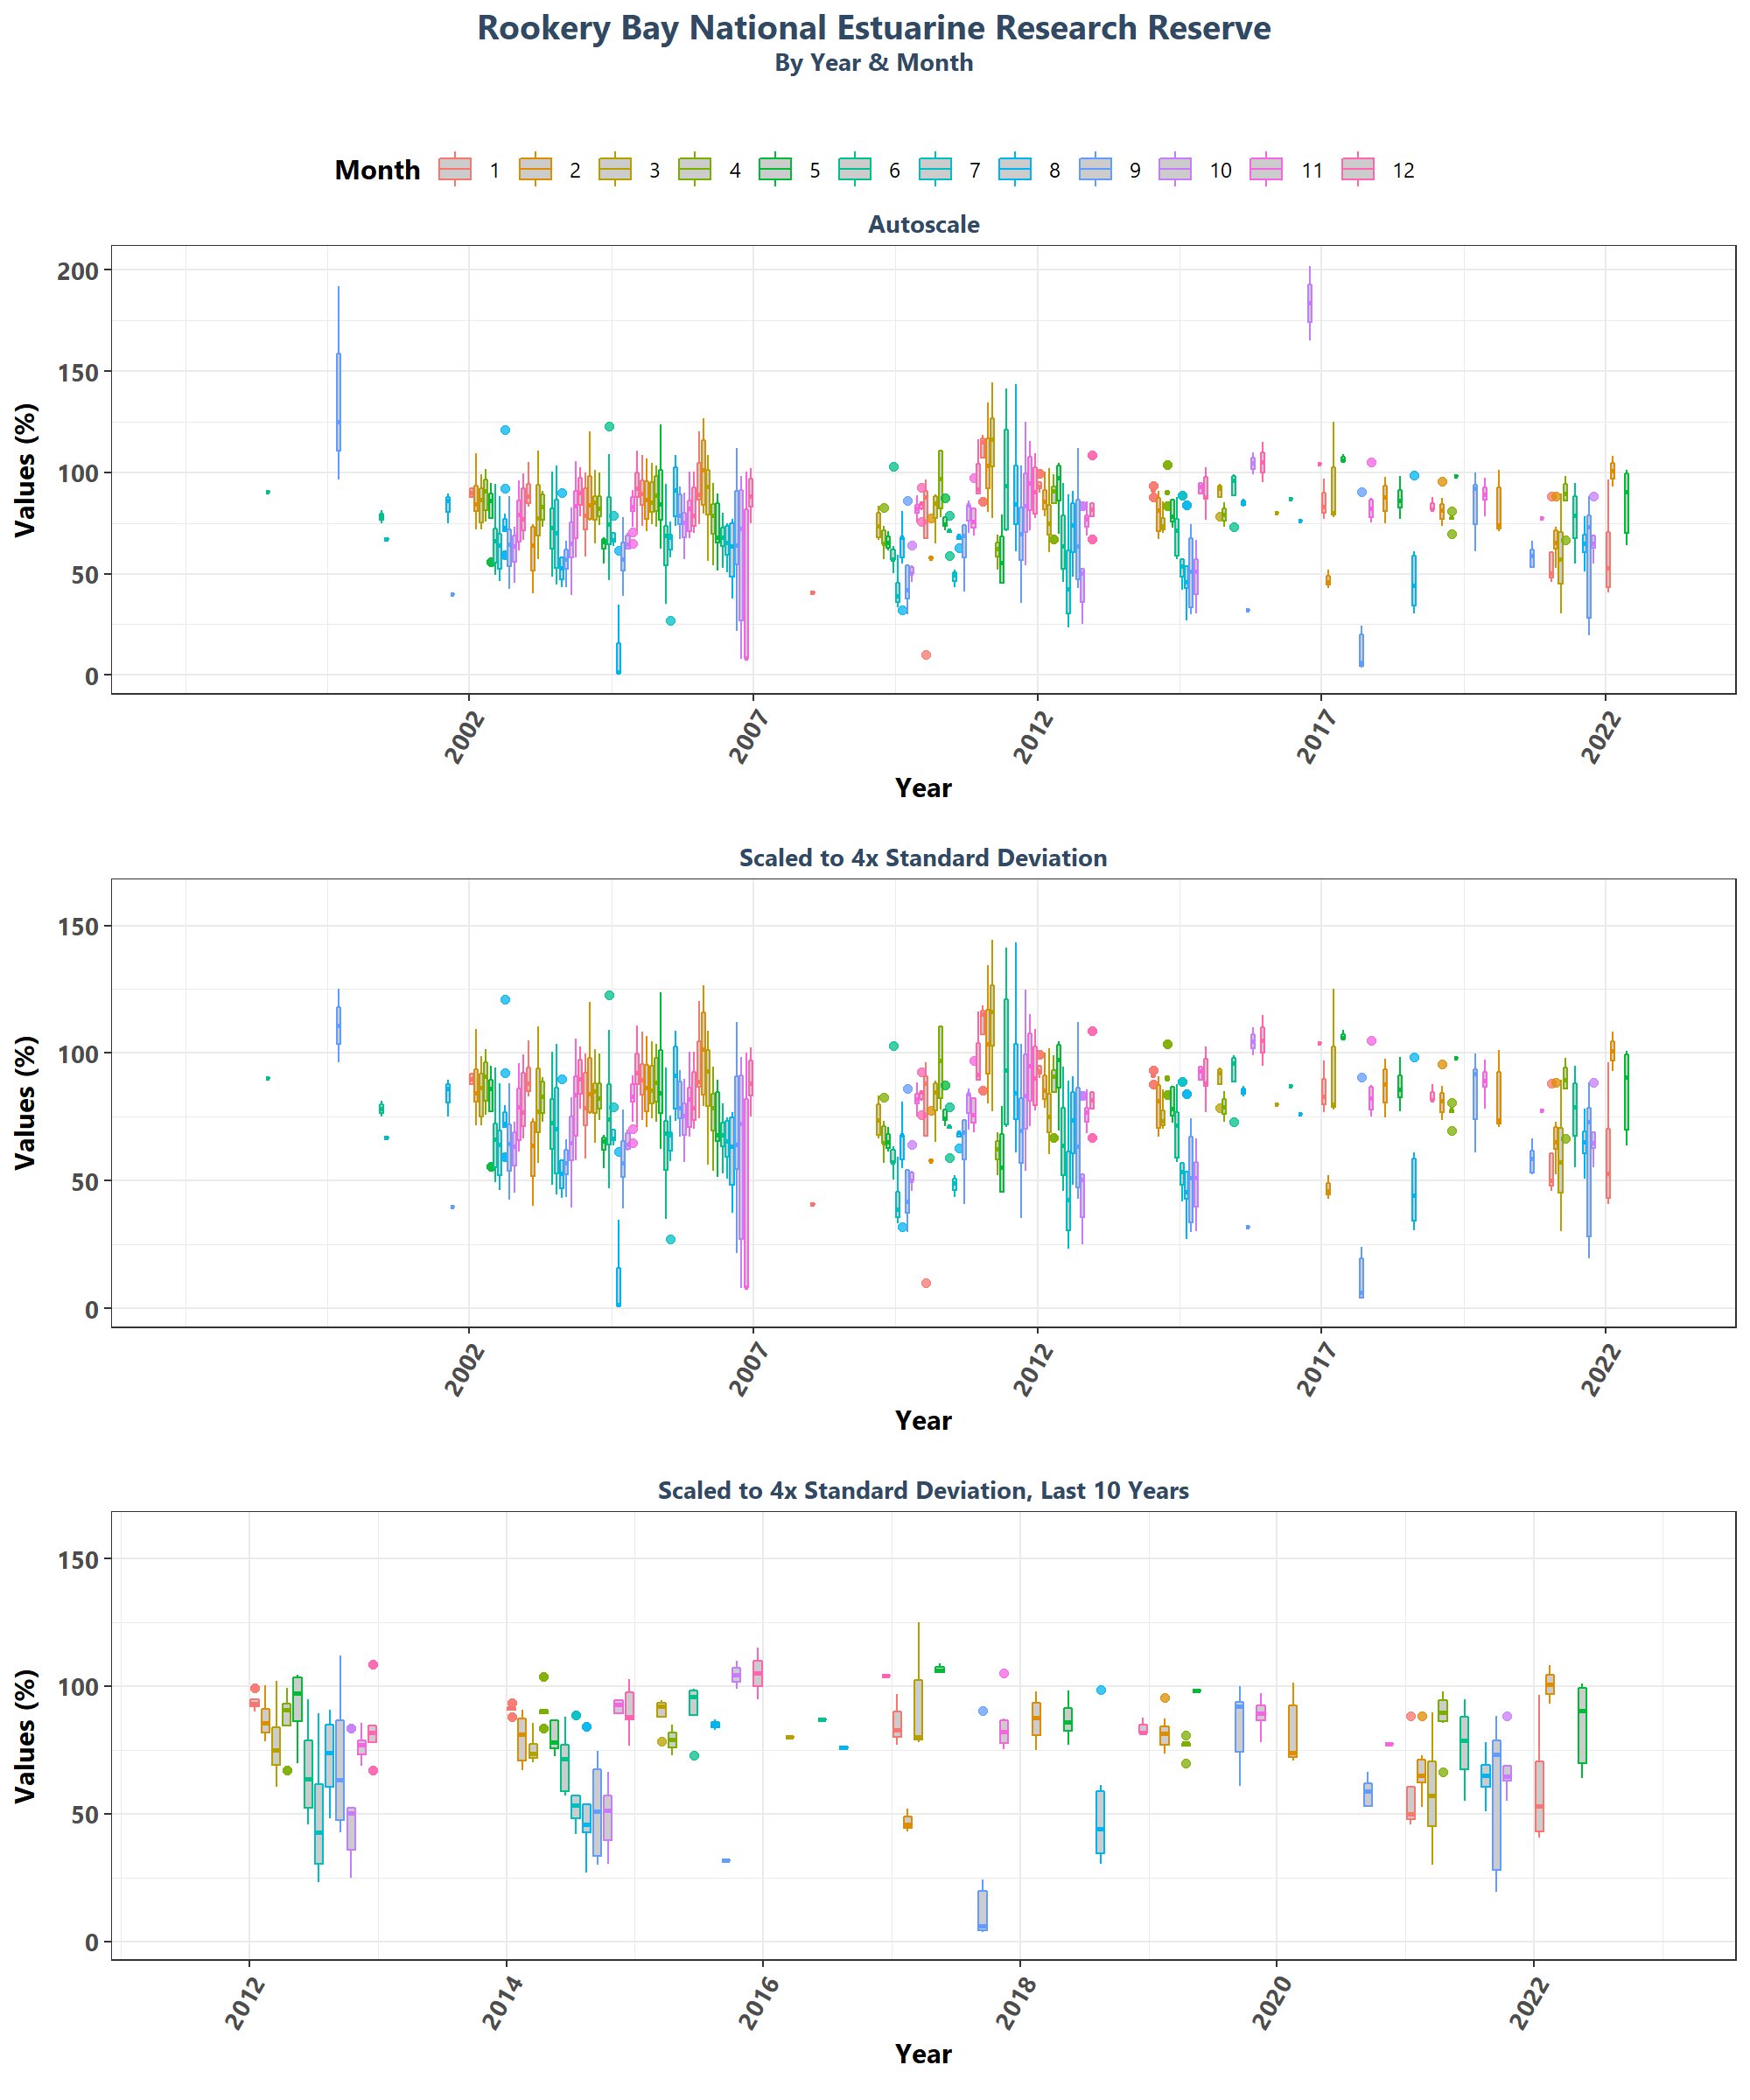 Rookery Bay National Estuarine Research Reserve
By Year & Month
Month 1 2 3 4 5 6 7 8 9 10 11 12
Autoscale
Values (%)
200
150
100
50
0
2002 2007 2012 2017 2022
Year
Scaled to 4x Standard Deviation
Values (%)
150
100
50
0
2002 2007 2012 2017 2022
Year
Scaled to 4x Standard Deviation, Last 10 Years
Values (%)
150
100
50
0
2012 2014 2016 2018 2020 2022
Year